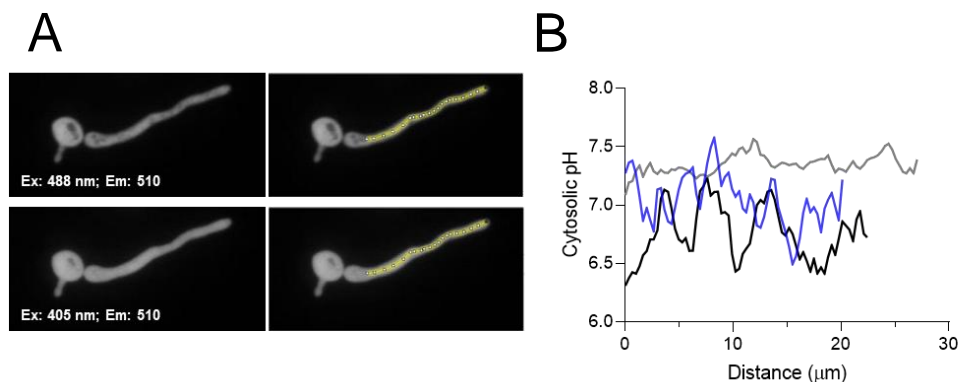 A
B
Ex: 488 nm; Em: 510
Ex: 405 nm; Em: 510
8.0
7.5
7.0
6.5
6.0
Cytosolic pH
0
10
20
30
Distance (μm)